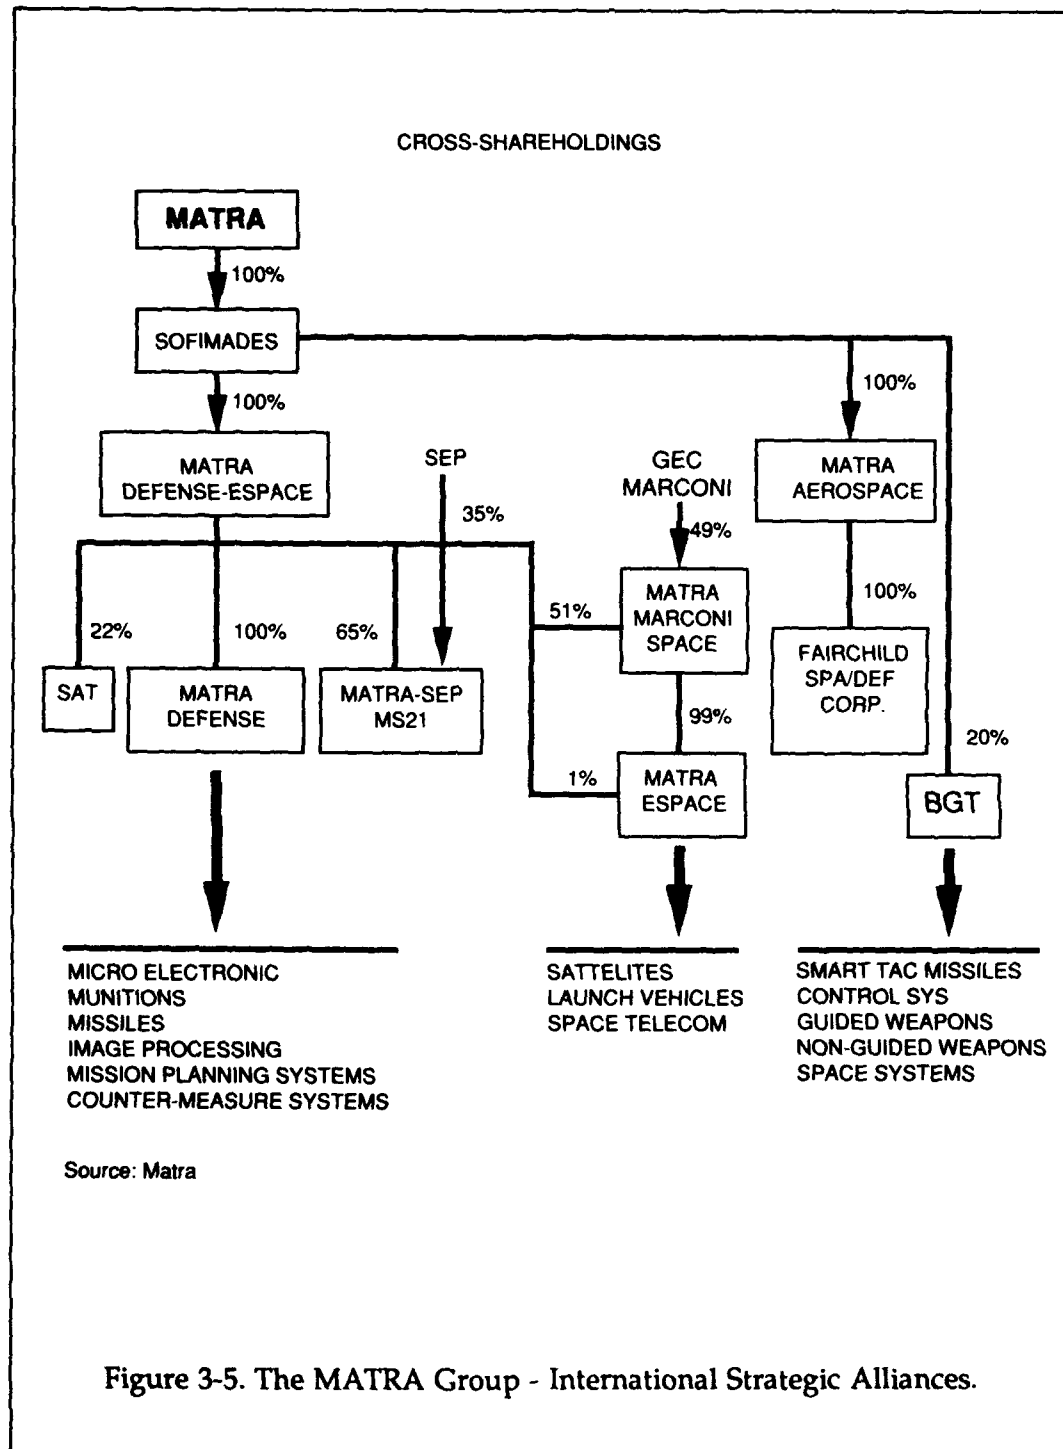 CROSS-SHAREHOLDINGS
MATRA
100%
SOFIMADES
100%
100%
MATRA
DEFENSE-ESPACE
SEP
GEC
MARCONI
MATRA
AEROSPACE
35%
49%
22%
100%
65%
51%
MATRA
MARCONI
SPACE
100%
SAT
MATRA
DEFENSE
MATRA-SEP
MS21
FAIRCHILD
SPA/DEF
CORP.
99%
20%
1%
MATRA
ESPACE
BGT
MICRO ELECTRONIC
MUNITIONS
MISSILES
IMAGE PROCESSING
MISSION PLANNING SYSTEMS
COUNTER-MEASURE SYSTEMS
SATTELITES
LAUNCH VEHICLES
SPACE TELECOM
SMART TAC MISSILES
CONTROL SYS
GUIDED WEAPONS
NON-GUIDED WEAPONS
SPACE SYSTEMS
Source: Matra
Figure 3-5. The MATRA Group - International Strategic Alliances.